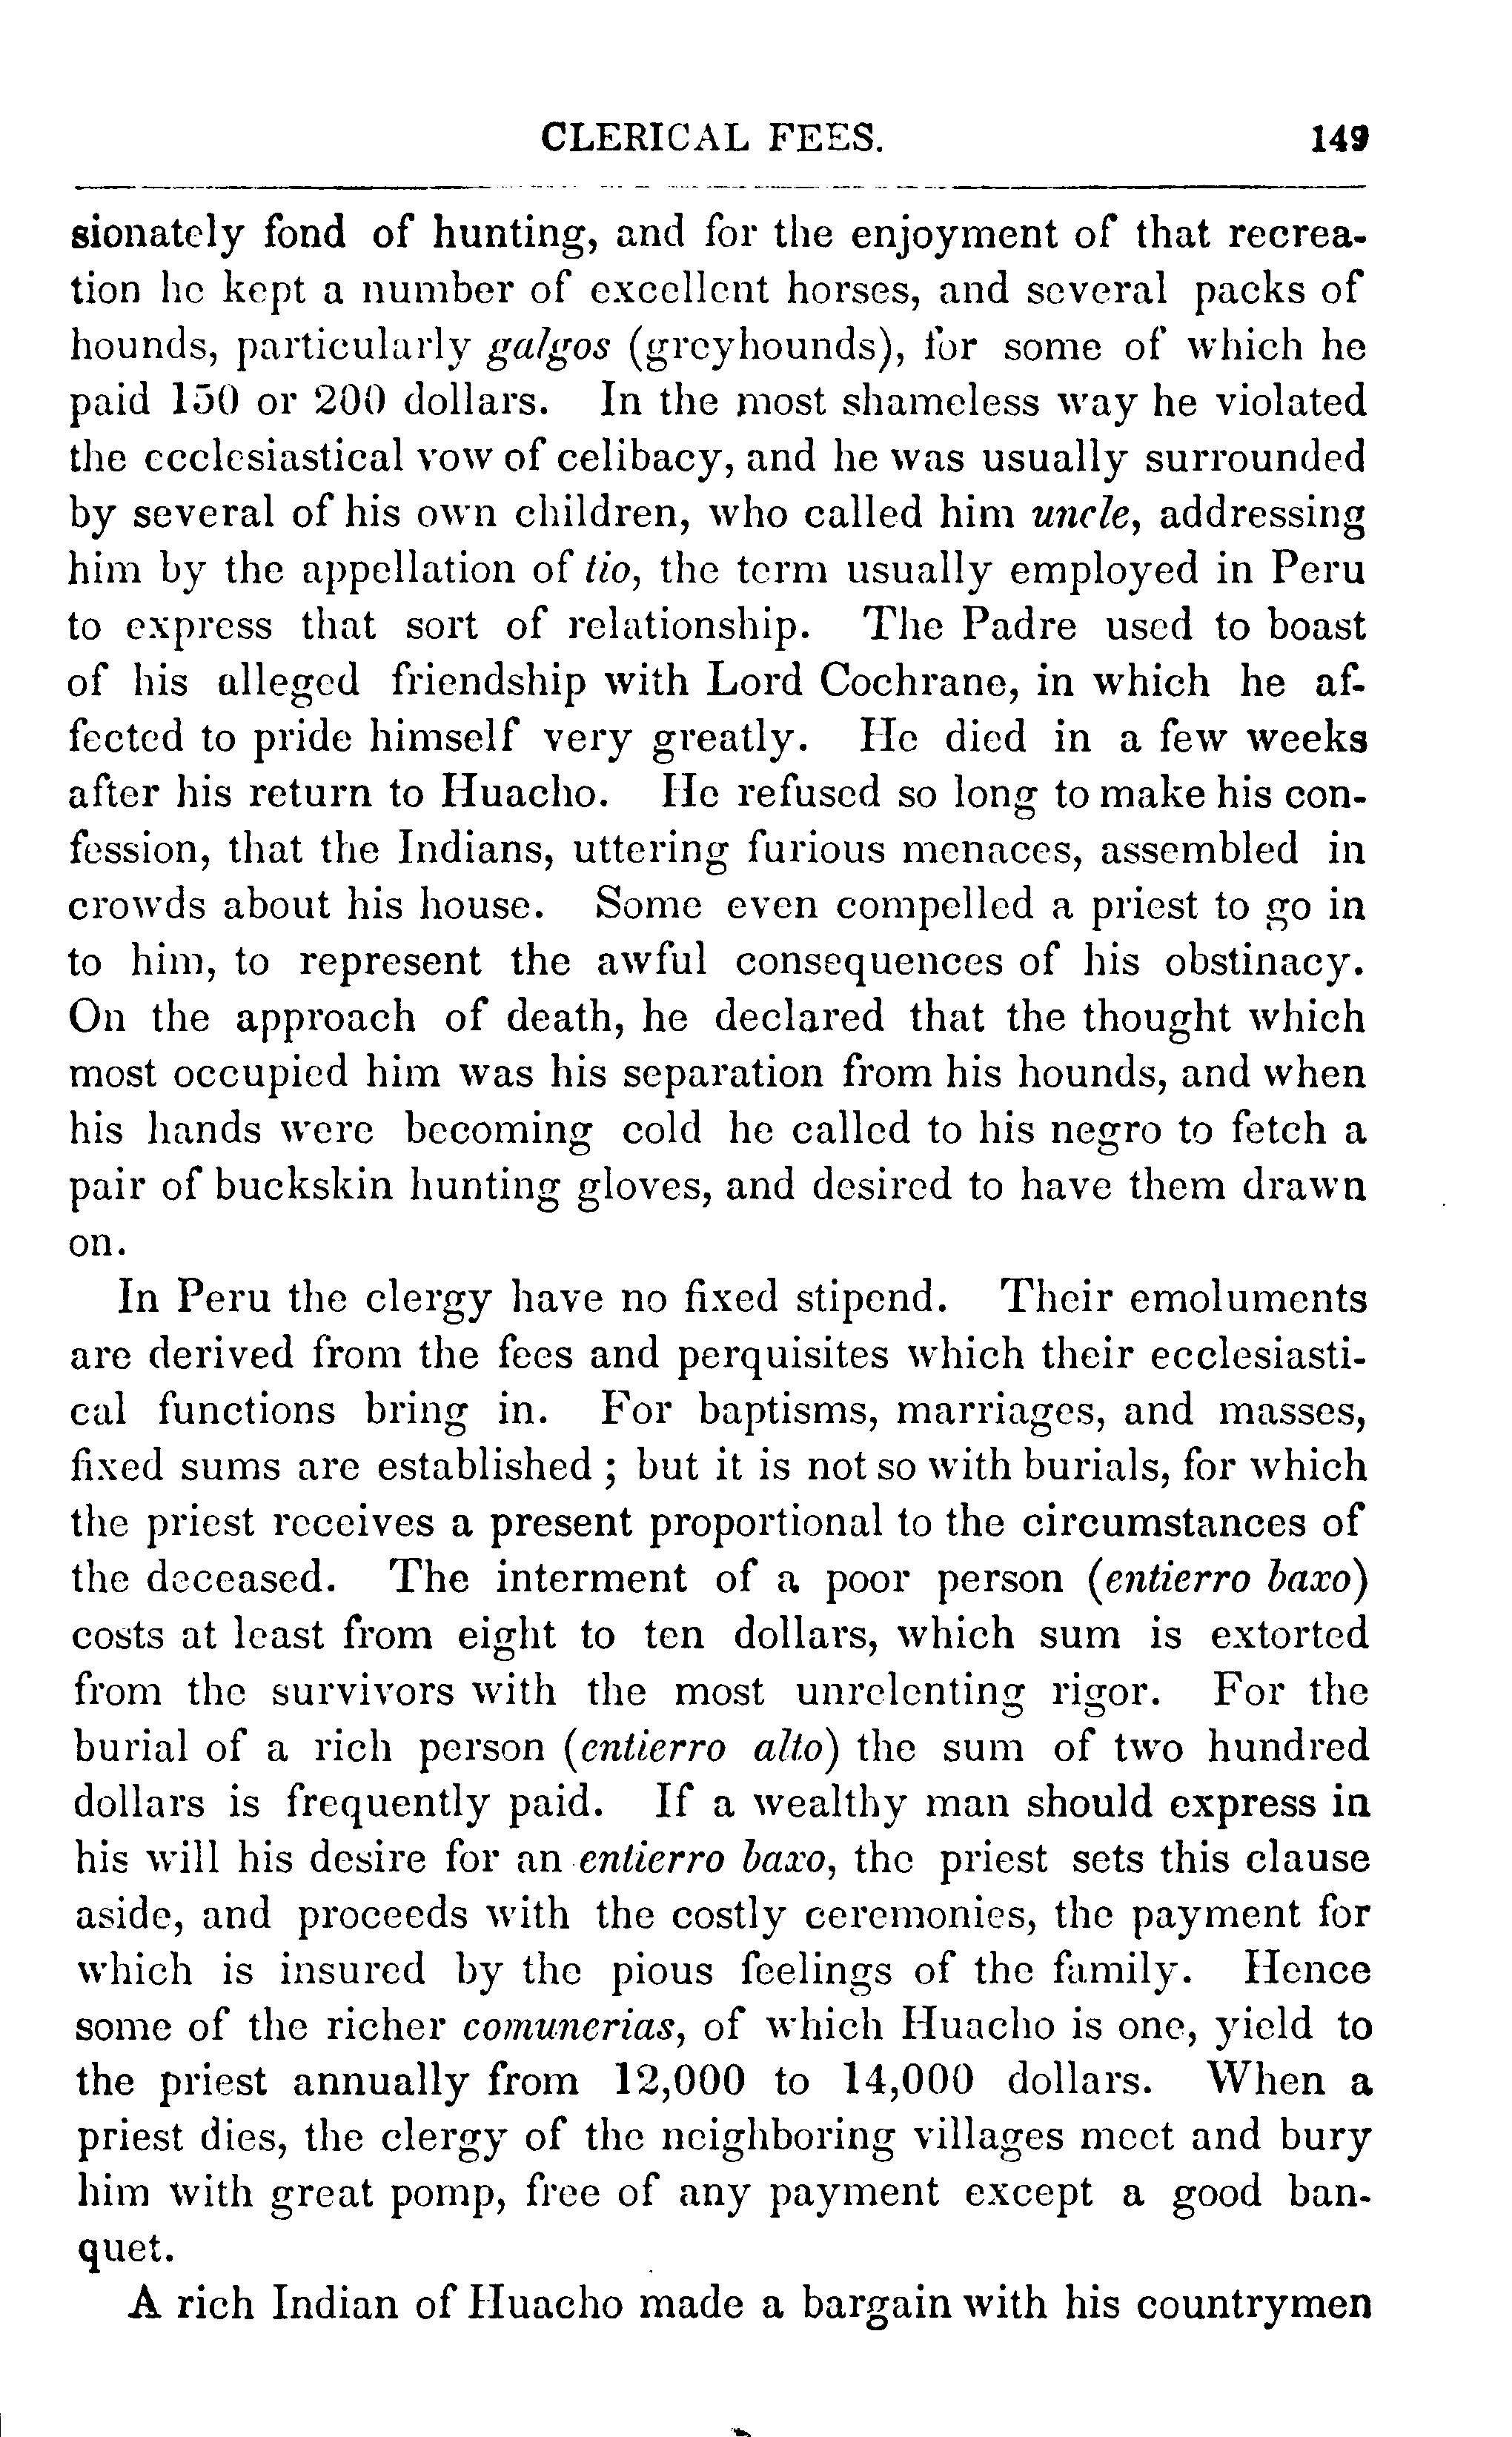 CLERICAL FEES. 149
sionately fond of hunting, and for the enjoyment of that recrea-
tion he kept a number of excellent horses, and several packs of
hounds, particularly galgos (greyhounds), for some of which he
paid 150 or 200 dollars. In the most shameless way he violated
the ecclesiastical vow of celibacy, and he was usually surrounded
by several of his own children, who called him uncle, addressing
him by the appellation of tio, the term usually employed in Peru
to express that sort of relationship. The Padre used to boast
of his alleged friendship with Lord Cochrane, in which he af-
fected to pride himself very greatly. He died in a few weeks
after his return to Huacho. He refused so long to make his con-
fession, that the Indians, uttering furious menaces, assembled in
crowds about his house. Some even compelled a priest to go in
to him, to represent the awful consequences of his obstinacy.
On the approach of death, he declared that the thought which
most occupied him was his separation from his hounds, and when
his hands were becoming cold he called to his negro to fetch a
pair of buckskin hunting gloves, and desired to have them drawn
on.
In Peru the clergy have no fixed stipend. Their emoluments
are derived from the fees and perquisites which their ecclesiasti-
cal functions bring in. For baptisms, marriages, and masses,
fixed sums are established ; but it is not so with burials, for which
the priest receives a present proportional to the circumstances of
the deceased. The interment of a poor person (entierro baxo)
costs at least from eight to ten dollars, which sum is extorted
from the survivors with the most unrelenting rigor. For the
burial of a rich person (entierro alto) the sum of two hundred
dollars is frequently paid. If a wealthy man should express in
his will his desire for an entierro baxo, the priest sets this clause
aside, and proceeds with the costly ceremonies, the payment for
which is insured by the pious feelings of the family. Hence
some of the richer comunerias, of which Huacho is one, yield to
the priest annually from 12,000 to 14,000 dollars. When a
priest dies, the clergy of the neighboring villages meet and bury
him with great pomp, free of any payment except a good ban-
quet.
A rich Indian of Huacho made a bargain with his countrymen